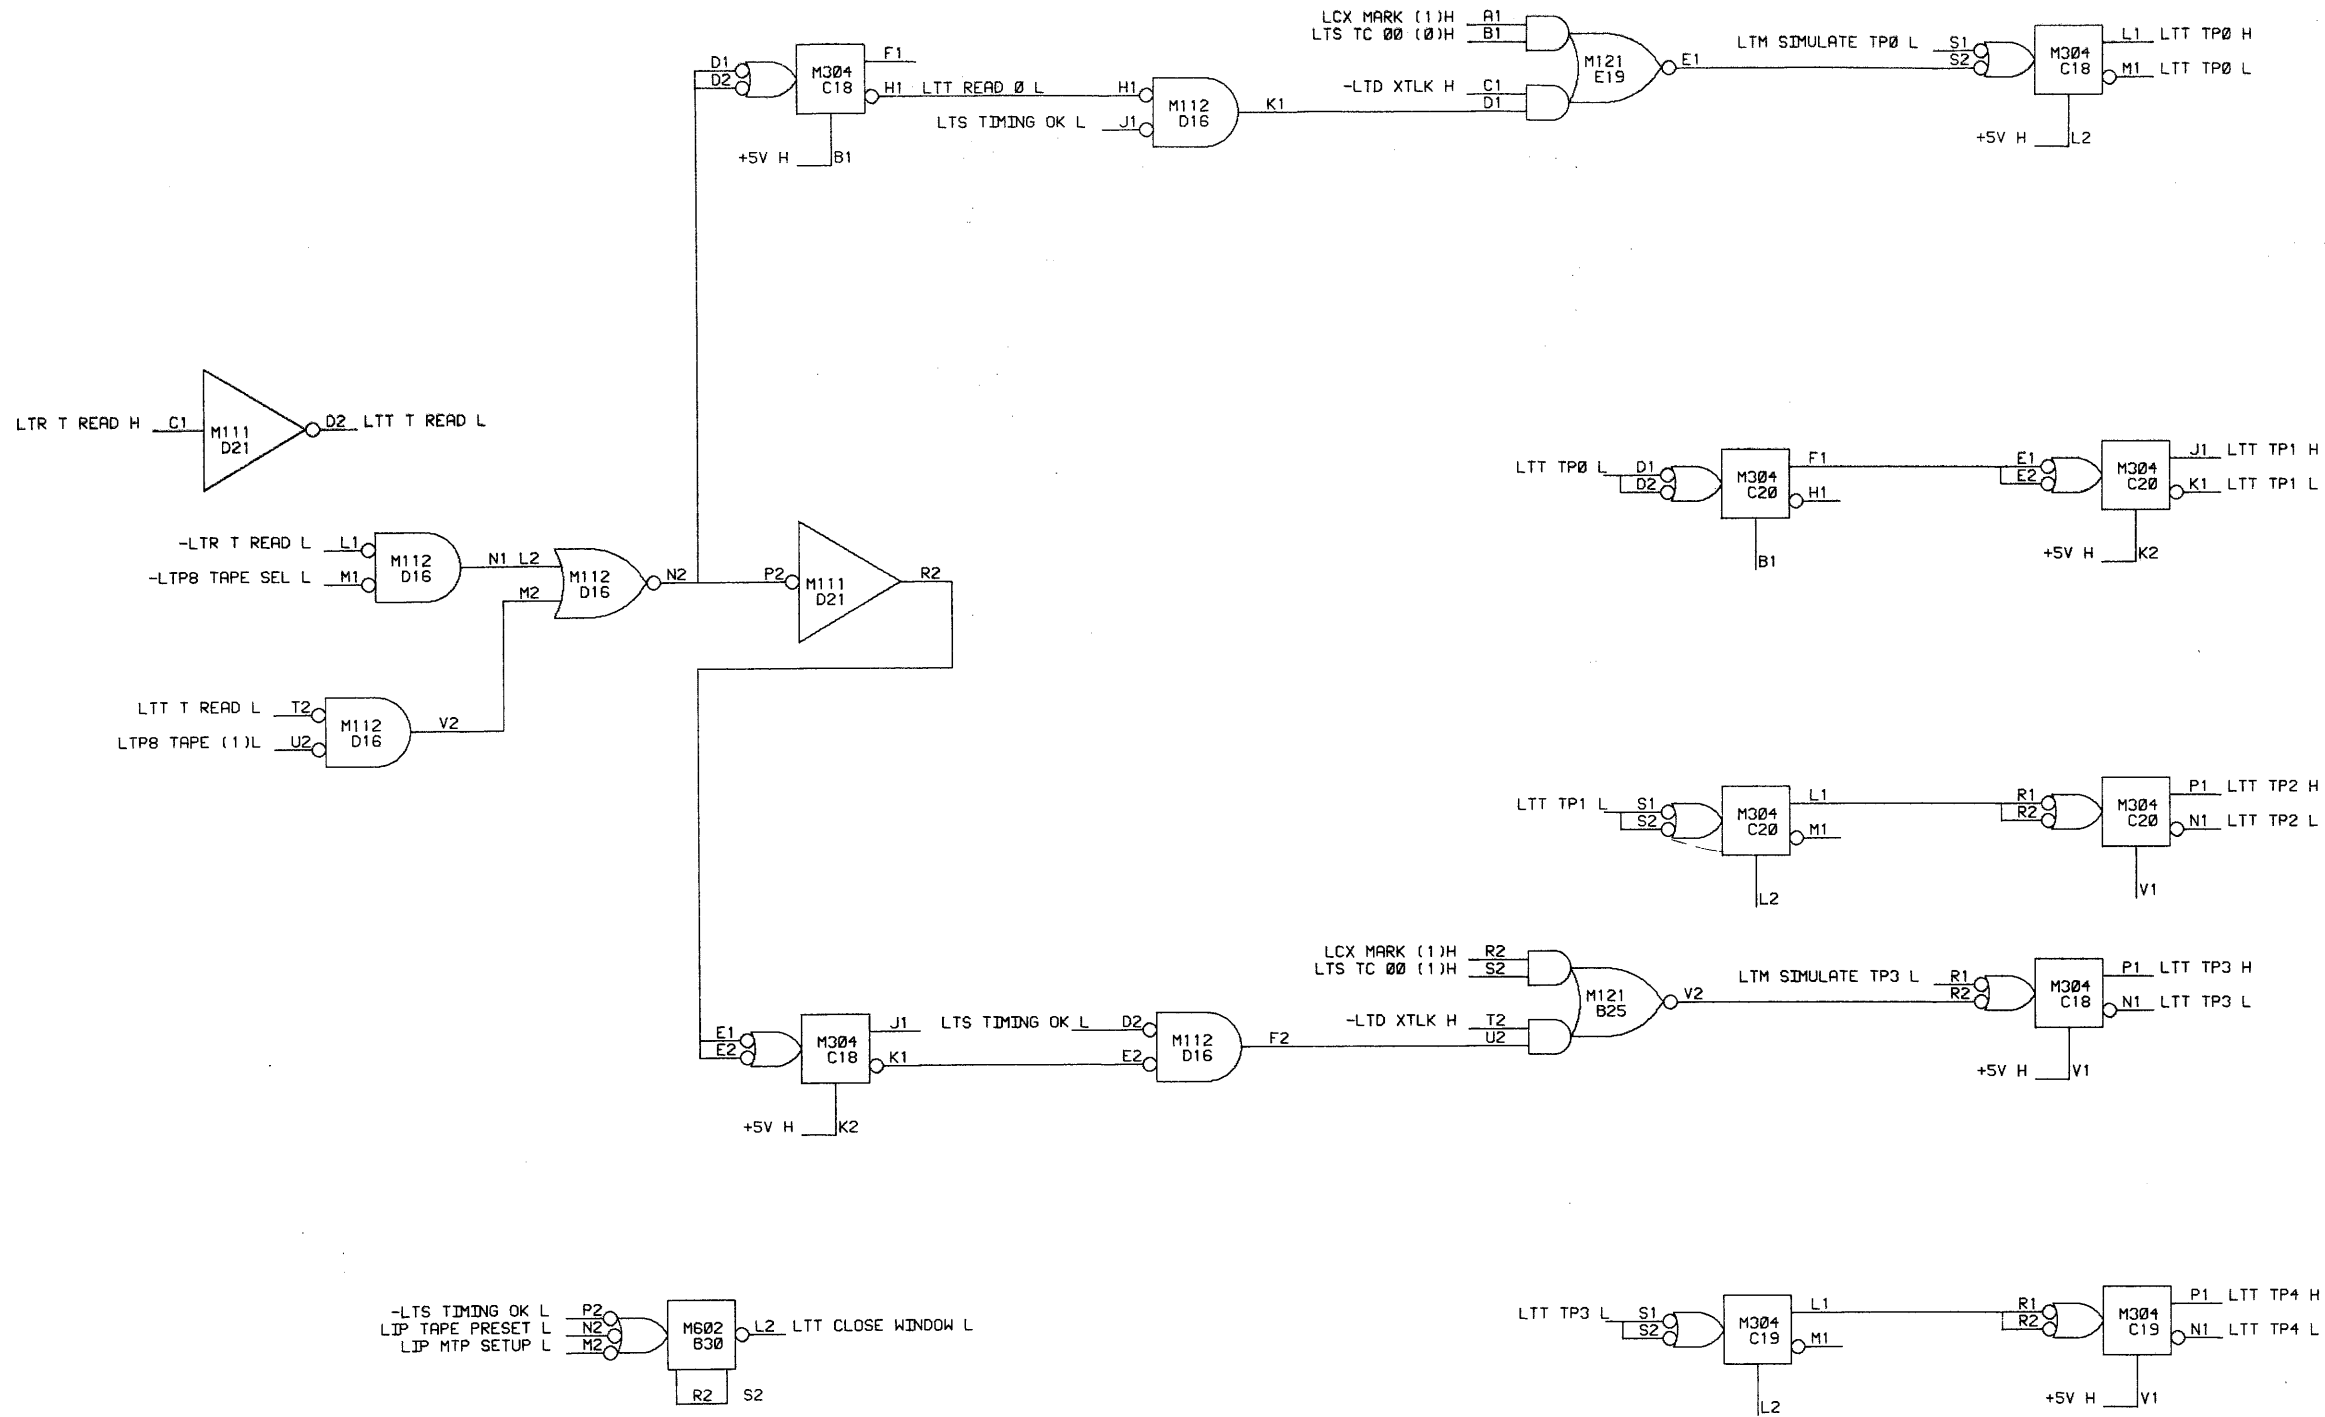 LCX MARK (1)H A1
LTS TC 00 (0)H B1
-LTD XTLK H C1
D1
M121
E19
E1
LTM SIMULATE TP0 L S1
S2
M304
C18
L1 LTT TP0 H
M1 LTT TP0 L
+5V H L2
D1
D2
M304
C18
F1
H1 LTT READ 0 L H1
LTS TIMING OK L J1
M112
D16
K1
+5V H B1
LTR T READ H C1
M111
D21
D2 LTT T READ L
LTT TP0 L D1
D2
M304
C20
F1
H1
B1
E1
E2
M304
C20
J1 LTT TP1 H
K1 LTT TP1 L
+5V H K2
-LTR T READ L L1
-LTP8 TAPE SEL L M1
M112
D16
N1 L2
M2
M112
D16
N2
P2
M111
D21
R2
LTT T READ L T2
LTP8 TAPE (1)L U2
M112
D16
V2
LTT TP1 L S1
S2
M304
C20
L1
M1
L2
R1
R2
M304
C20
P1 LTT TP2 H
N1 LTT TP2 L
V1
LCX MARK (1)H R2
LTS TC 00 (1)H S2
-LTD XTLK H T2
U2
M121
B25
V2
LTM SIMULATE TP3 L R1
R2
M304
C18
P1 LTT TP3 H
N1 LTT TP3 L
+5V H V1
E1
E2
M304
C18
J1
K1
LTS TIMING OK L D2
E2
M112
D16
F2
+5V H K2
-LTS TIMING OK L P2
LIP TAPE PRESET L N2
LIP MTP SETUP L M2
M602
B30
L2 LTT CLOSE WINDOW L
R2 S2
LTT TP3 L S1
S2
M304
C19
L1
M1
L2
R1
R2
M304
C19
P1 LTT TP4 H
N1 LTT TP4 L
+5V H V1